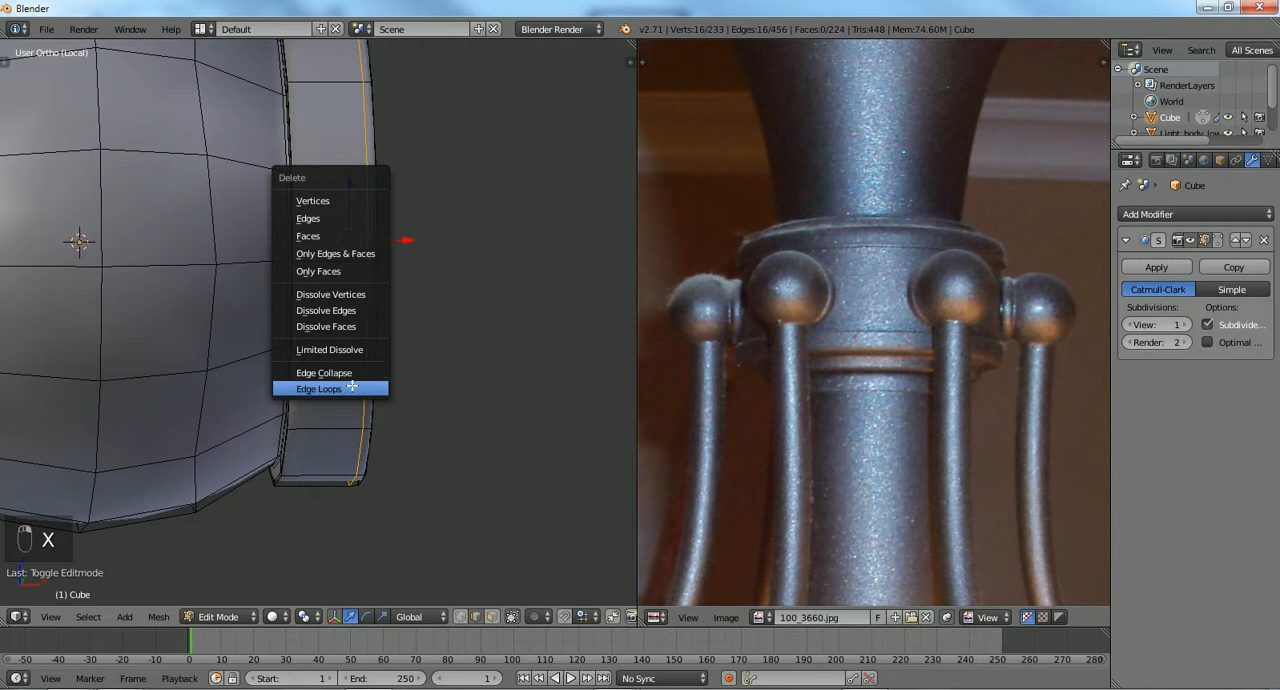 Blender
File Render Window Help Default Scene Blender Render v2.71 | Verts:16/233 | Edges:16/456 | Faces:0/224 | Tris:448 | Mem:74.60M | Cube
User Ortho (Local)
Delete
Vertices
Edges
Faces
Only Edges & Faces
Only Faces
Dissolve Vertices
Dissolve Edges
Dissolve Faces
Limited Dissolve
Edge Collapse
Edge Loops
X
Last: Toggle Editmode
(1) Cube
View Select Add Mesh Edit Mode Global
View Image 100_3660.jpg F View
View Search All Scenes
Scene
RenderLayers
World
Cube
Cube
Add Modifier
S
Apply Copy
Catmull-Clark Simple
Subdivisions: Options:
View: 1 Subdivide...
Render: 2 Optimal ...
-50 -40 -30 -20 -10 0 10 20 30 40 50 60 70 80 90 100 110 120 130 140 150 160 170 180 190 200 210 220 230 240 250 260 270 280
View Marker Frame Playback Start: 1 End: 250 1 No Sync